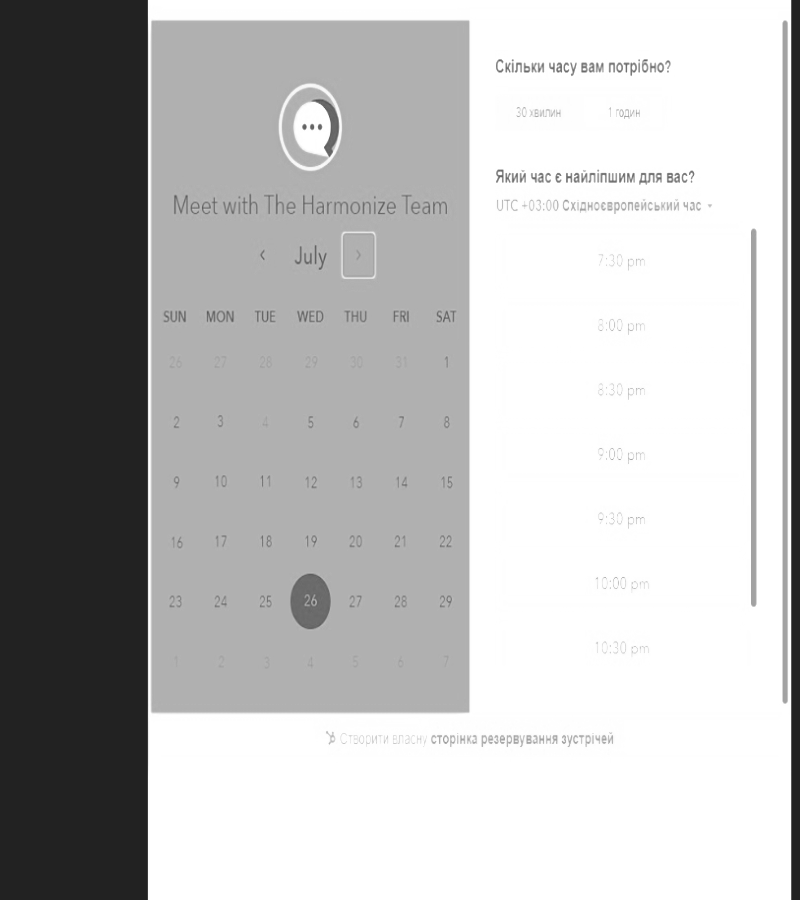 Meet with The Harmonize Team
July
SUN MON TUE WED THU FRI SAT
26 27 28 29 30 31 1
2 3 4 5 6 7 8
9 10 11 12 13 14 15
16 17 18 19 20 21 22
23 24 25 26 27 28 29
1 2 3 4 5 6 7
Скільки часу вам потрібно?
30 хвилин 1 годин
Який час є найліпшим для вас?
UTC +03:00 Східноєвропейський час
7:30 pm
8:00 pm
8:30 pm
9:00 pm
9:30 pm
10:00 pm
10:30 pm
Створити власну сторінка резервування зустрічей